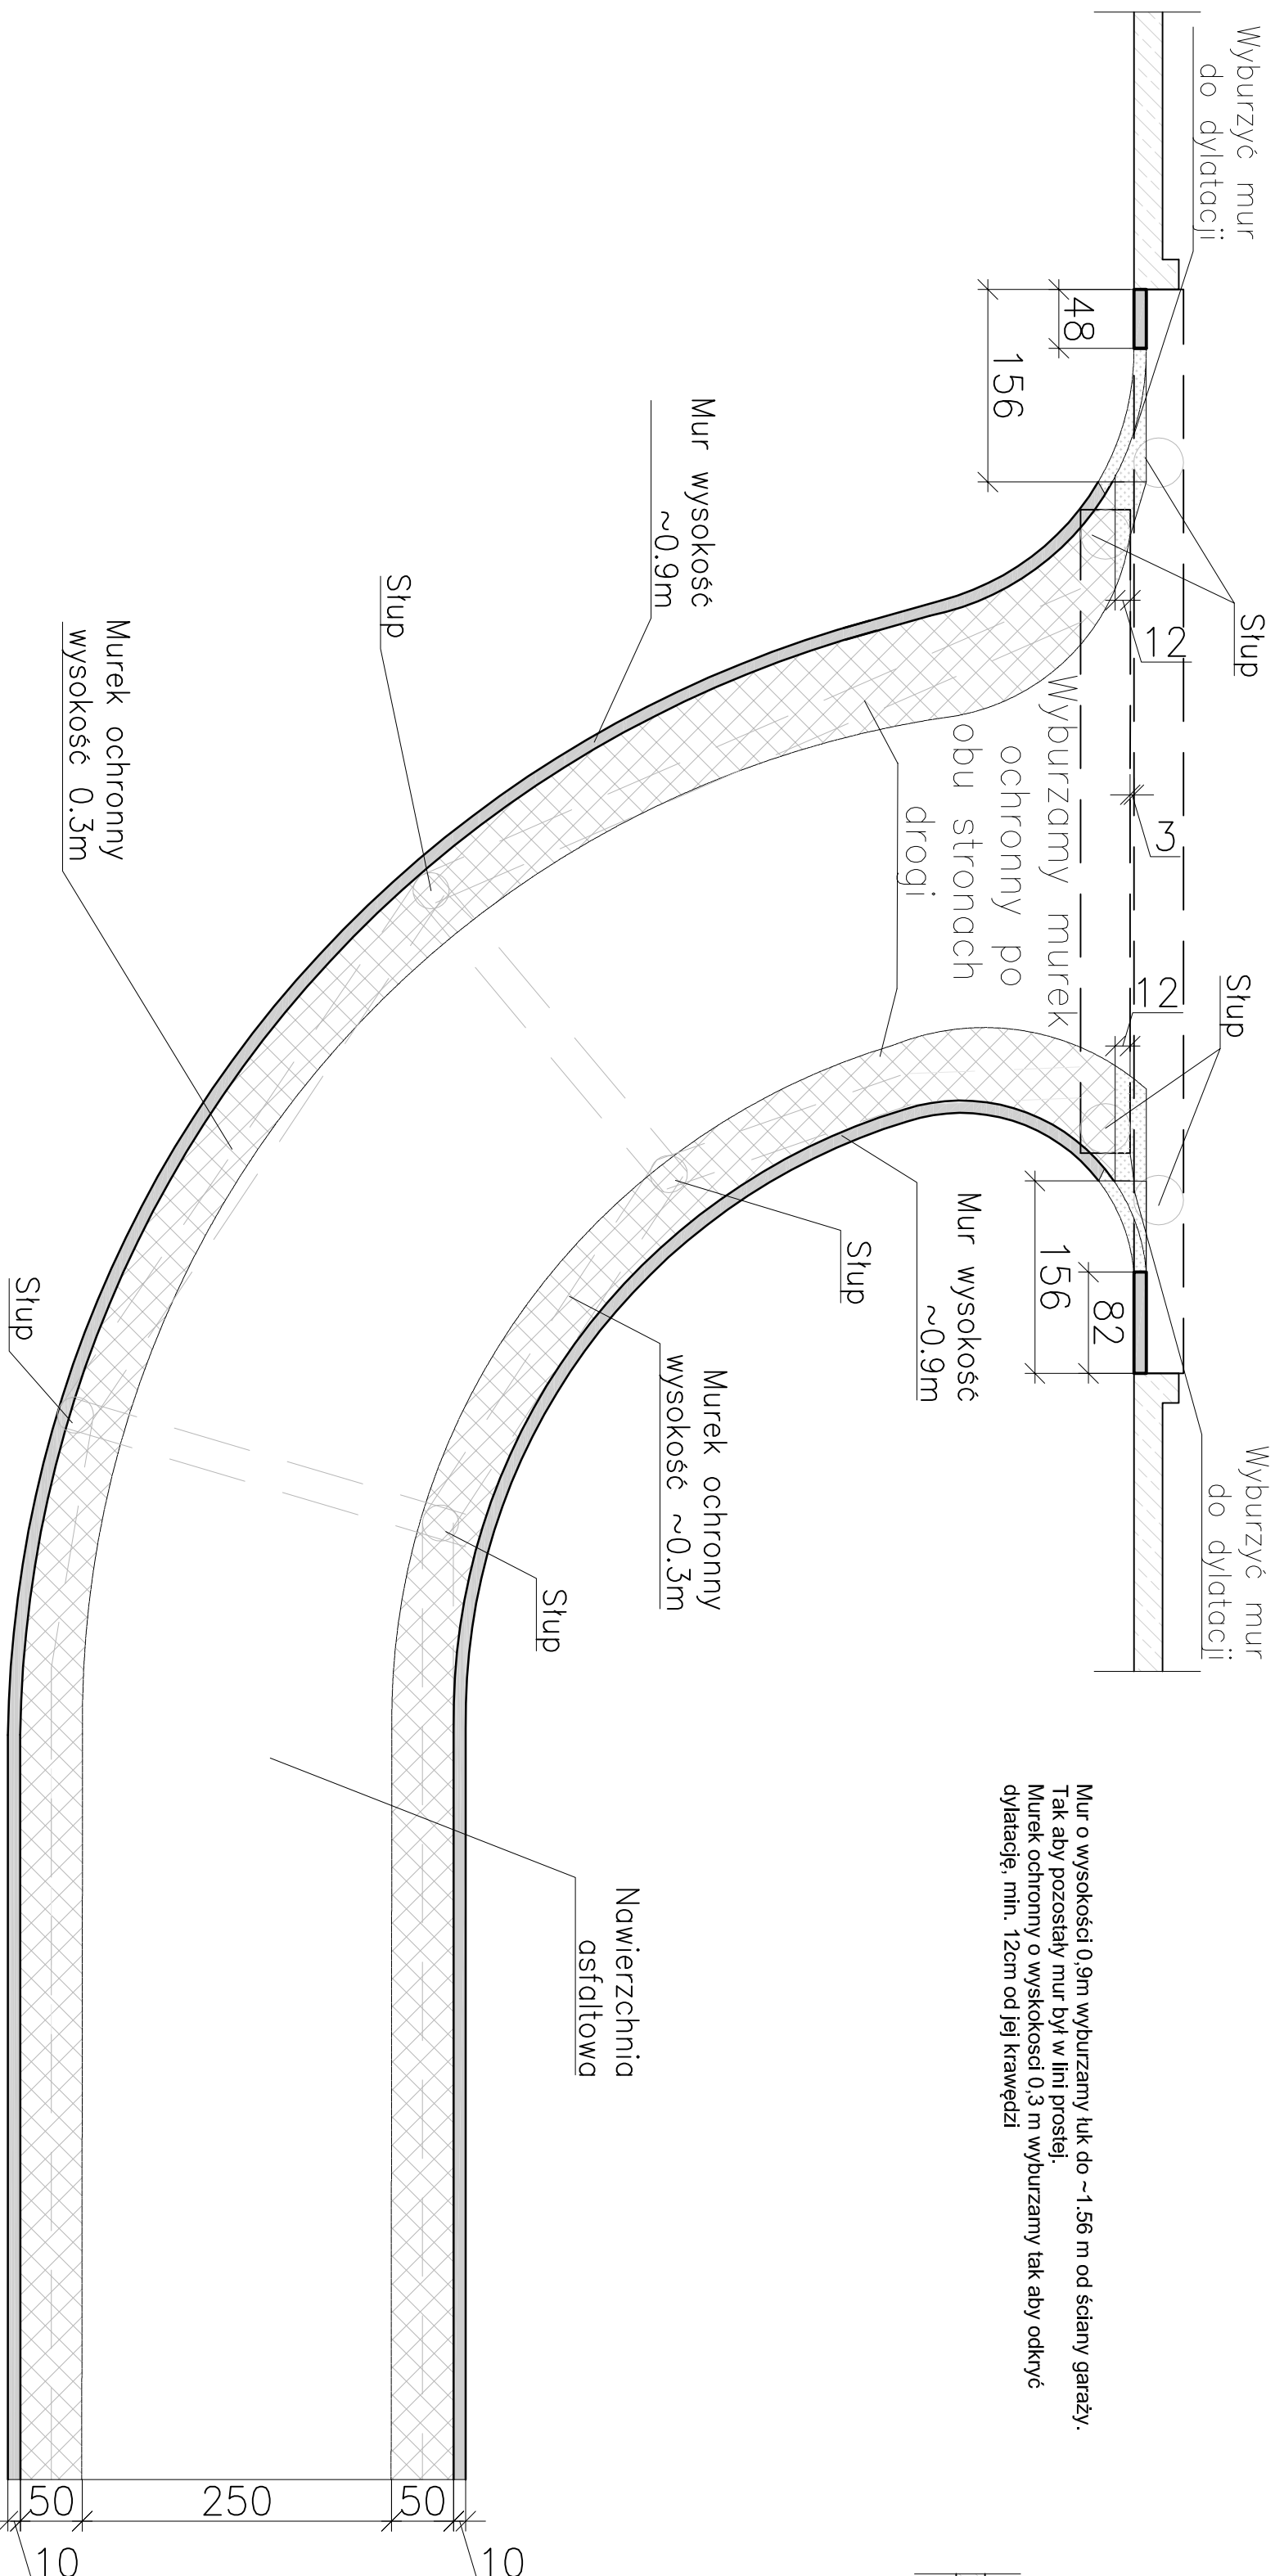 Wyburzyć mur
do dylatacji
48
156
Słup
12
3
Wyburzamy murek
ochronny po
obu stronach
drogi
12
Słup
Mur wysokość
~0.9m
Słup
Murek ochronny
wysokość 0.3m
156
82
Wyburzyć mur
do dylatacji
Mur wysokość
~0.9m
Słup
Murek ochronny
wysokość ~0.3m
Słup
Słup
Mur o wysokości 0,9m wyburzamy łuk do ~1.56 m od ściany garaży.
Tak aby pozostały mur był w lini prostej.
Murek ochronny o wyskokosci 0,3 m wyburzamy tak aby odkryć
dylatację, min. 12cm od jej krawędzi
Nawierzchnia
asfaltowa
50
250
50
10
10